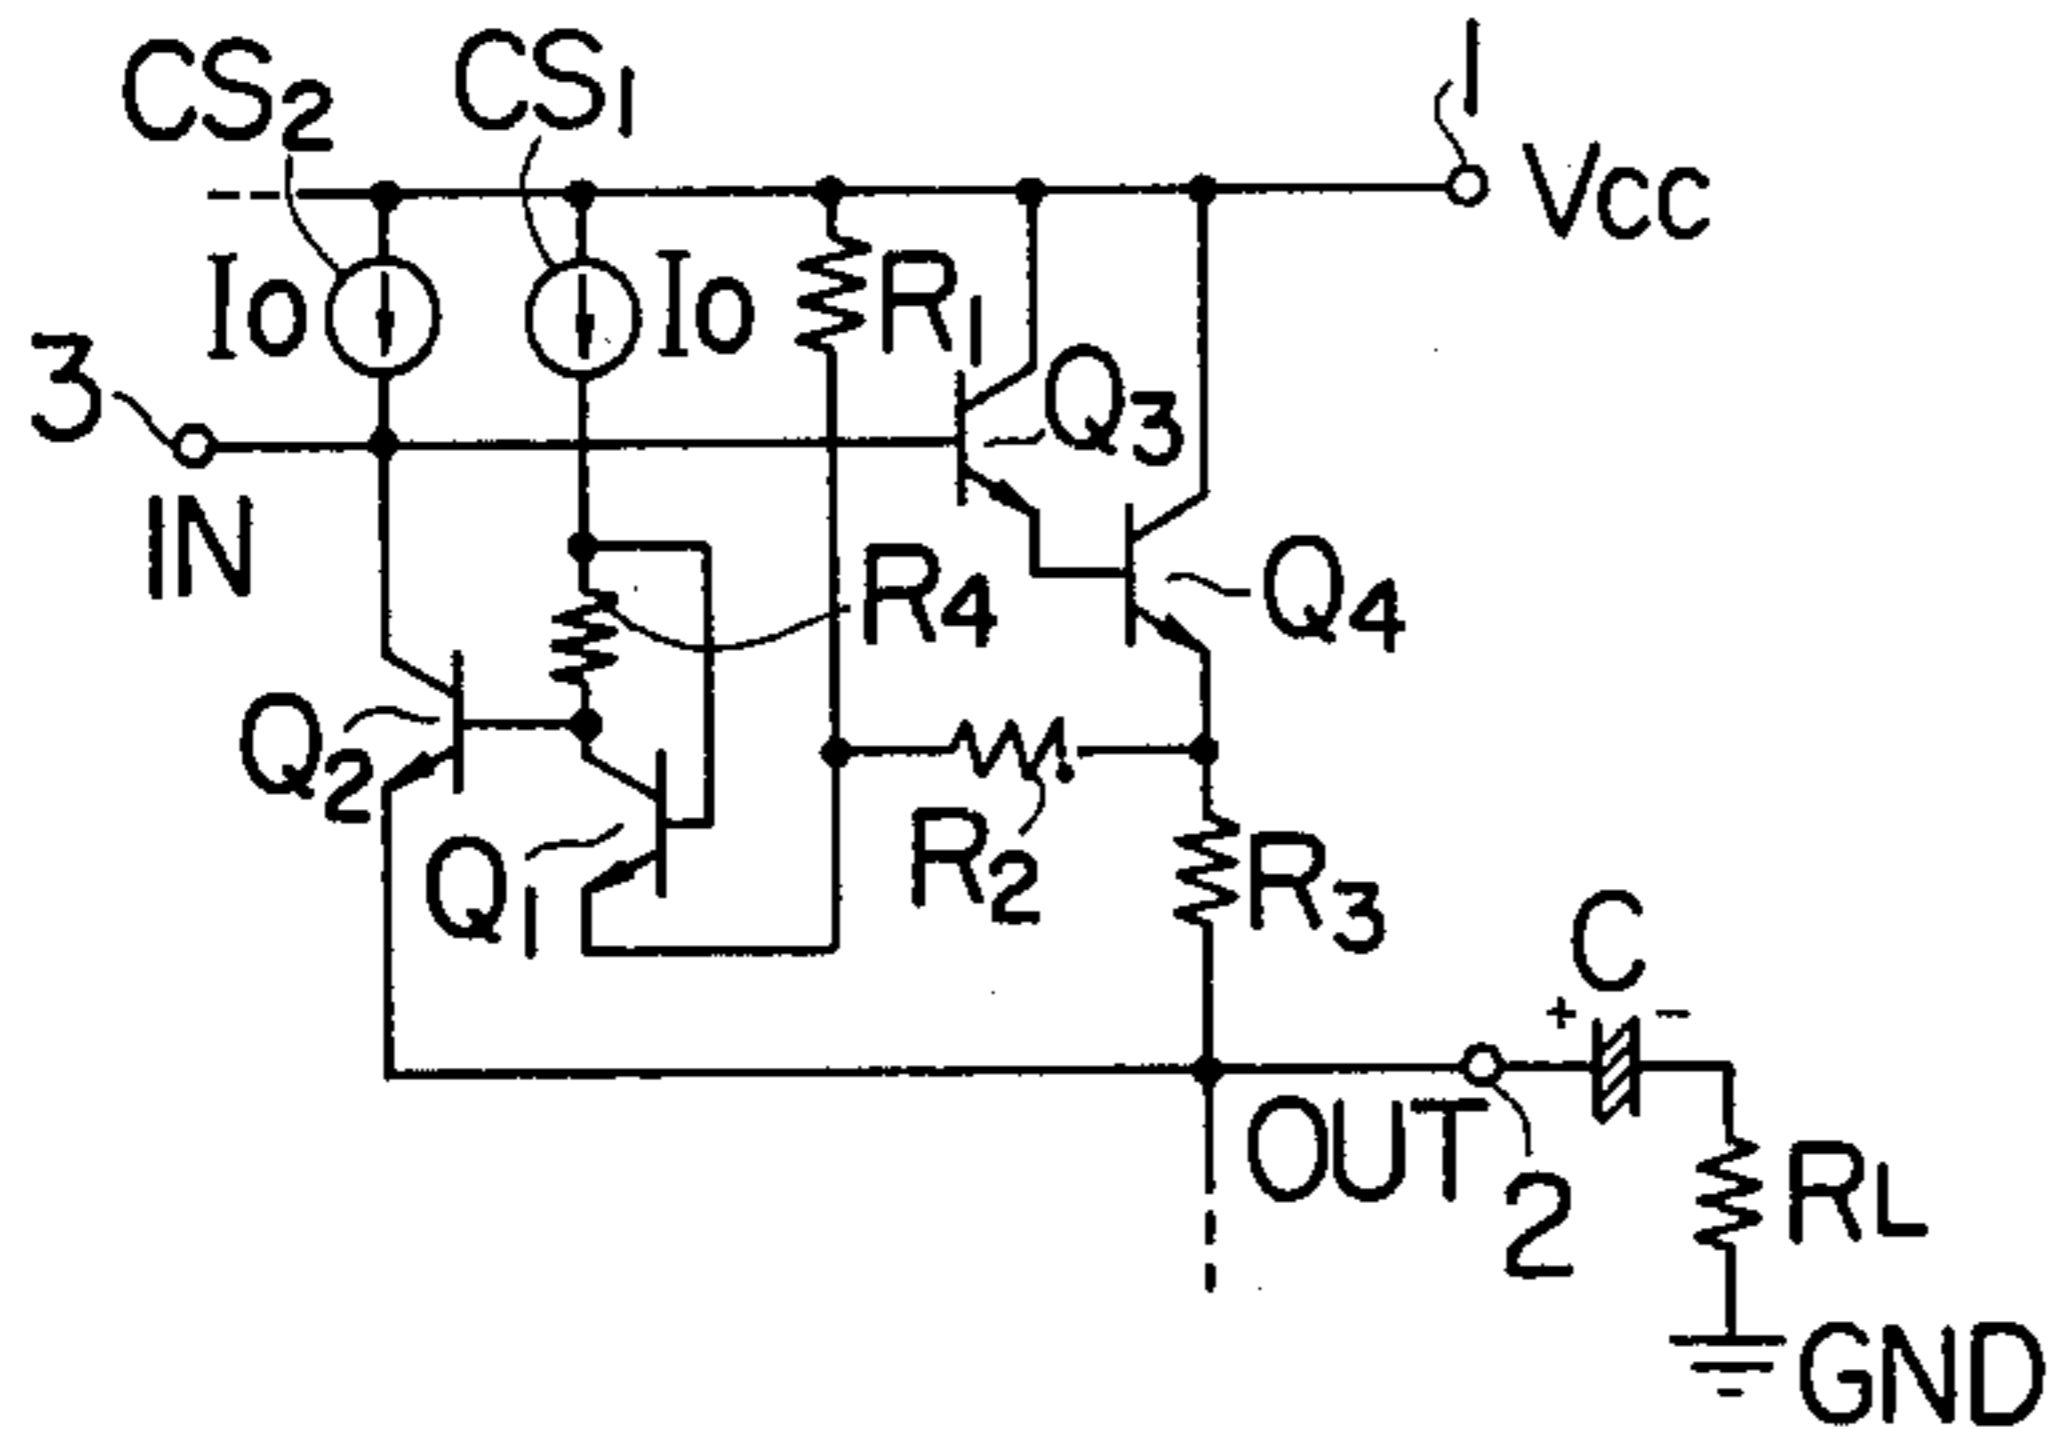 CS2 CS1 1
Vcc
Io Io R1
3 Q3
IN
R4 Q4
Q2
Q1 R2 R3
C
+ -
OUT 2
RL
GND